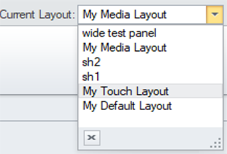 Current Layout: My Media Layout
wide test panel
My Media Layout
sh2
sh1
My Touch Layout
My Default Layout